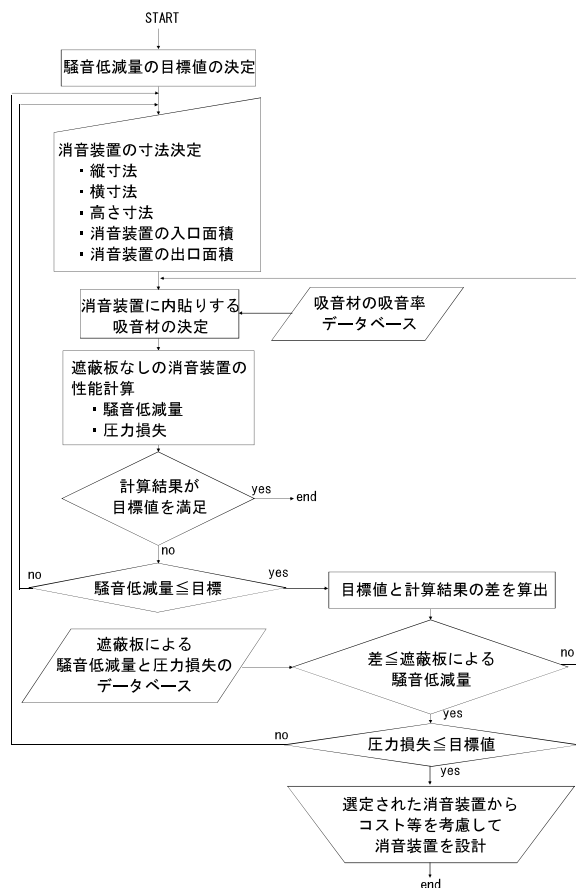 START
騒音低減量の目標値の決定
消音装置の寸法決定
・縦寸法
・横寸法
・高さ寸法
・消音装置の入口面積
・消音装置の出口面積
消音装置に内貼りする
吸音材の決定
吸音材の吸音率
データベース
遮蔽板なしの消音装置の
性能計算
・騒音低減量
・圧力損失
計算結果が
目標値を満足
yes
end
no
no
騒音低減量≦目標
yes
目標値と計算結果の差を算出
遮蔽板による
騒音低減量と圧力損失の
データベース
差≦遮蔽板による
騒音低減量
no
yes
no
圧力損失≦目標値
yes
選定された消音装置から
コスト等を考慮して
消音装置を設計
end